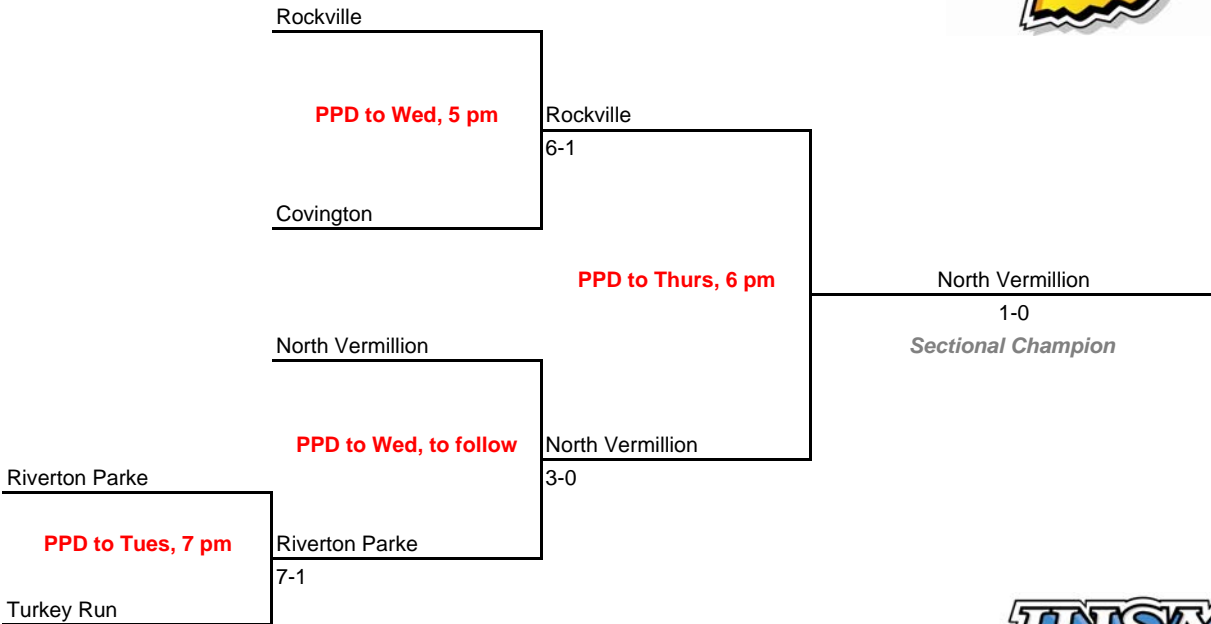 Rockville
PPD to Wed, 5 pm
Rockville
6-1
Covington
PPD to Thurs, 6 pm
North Vermillion
1-0
Sectional Champion
North Vermillion
PPD to Wed, to follow
North Vermillion
3-0
Riverton Parke
PPD to Tues, 7 pm
Riverton Parke
7-1
Turkey Run